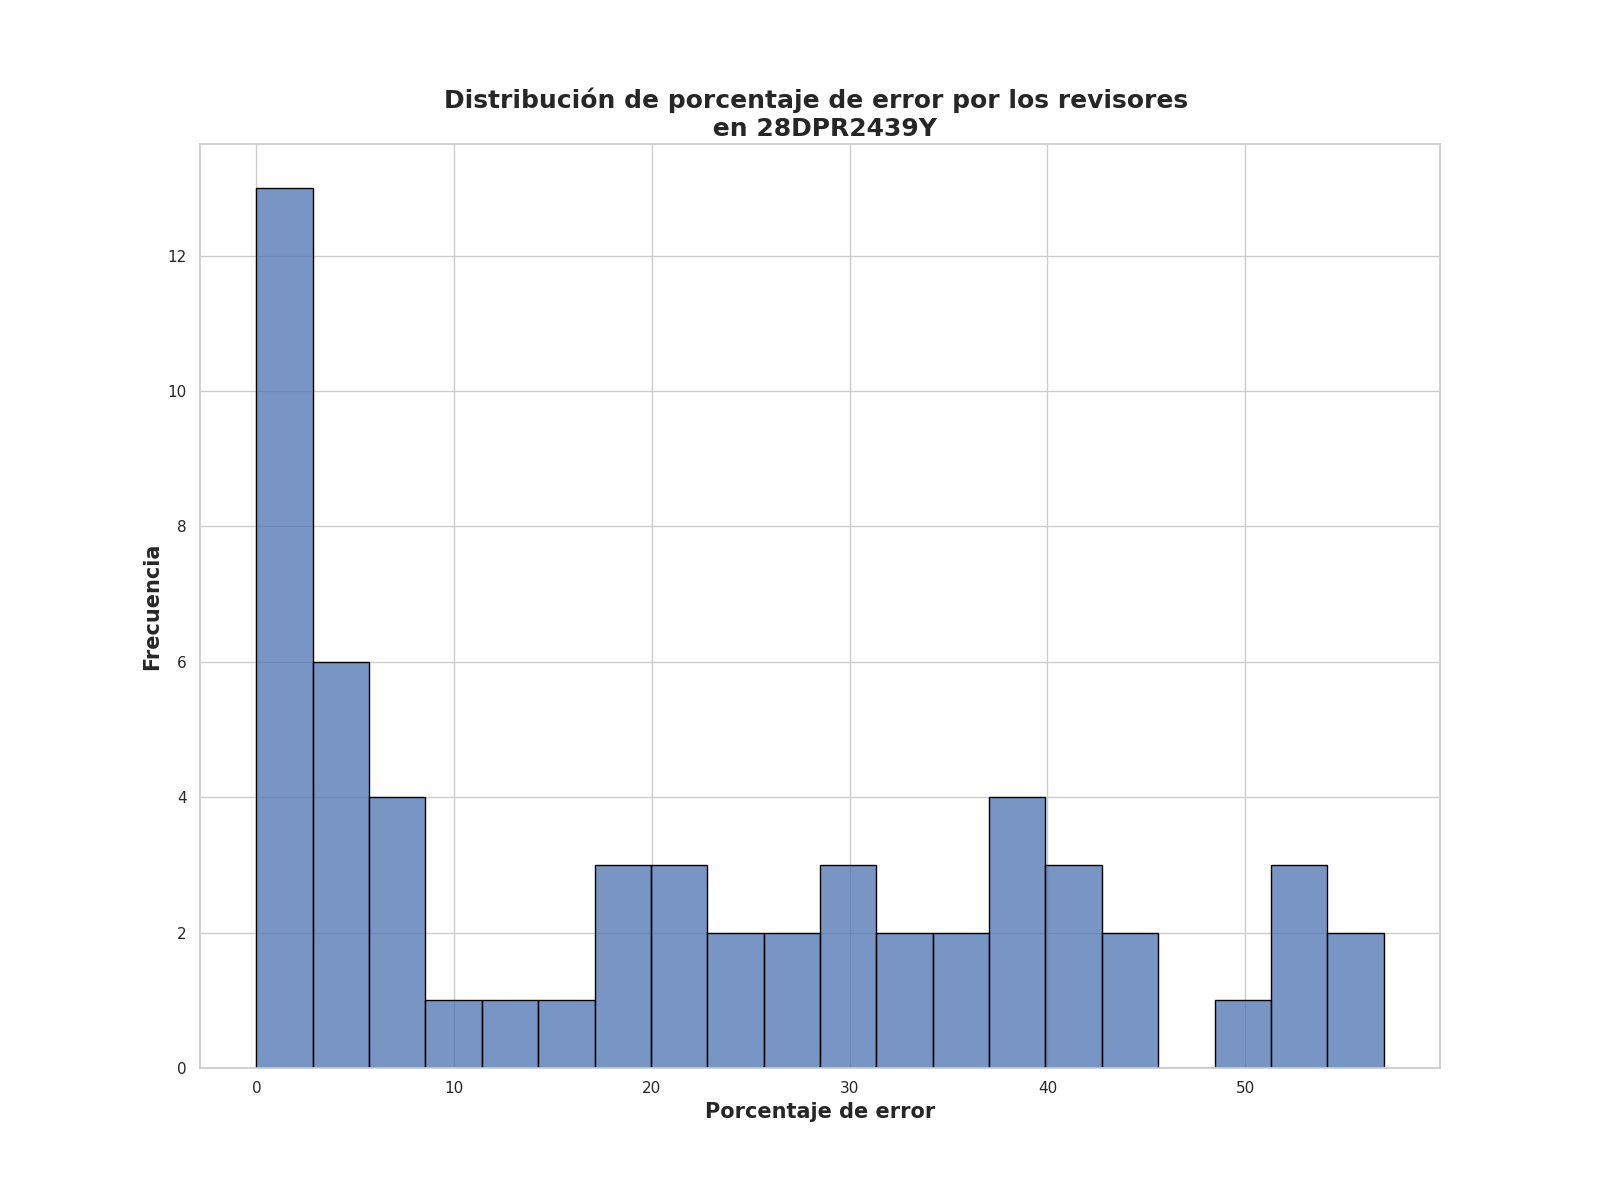 Distribución de porcentaje de error por los revisores
en 28DPR2439Y
Frecuencia
12
10
8
6
4
2
0
0 10 20 30 40 50
Porcentaje de error